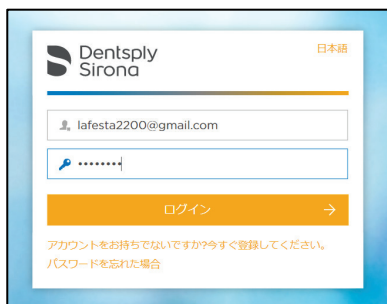 Dentsply
Sirona
日本語
lafesta2200@gmail.com
••••••••
ログイン
アカウントをお持ちでないですか?今すぐ登録してください。
パスワードを忘れた場合